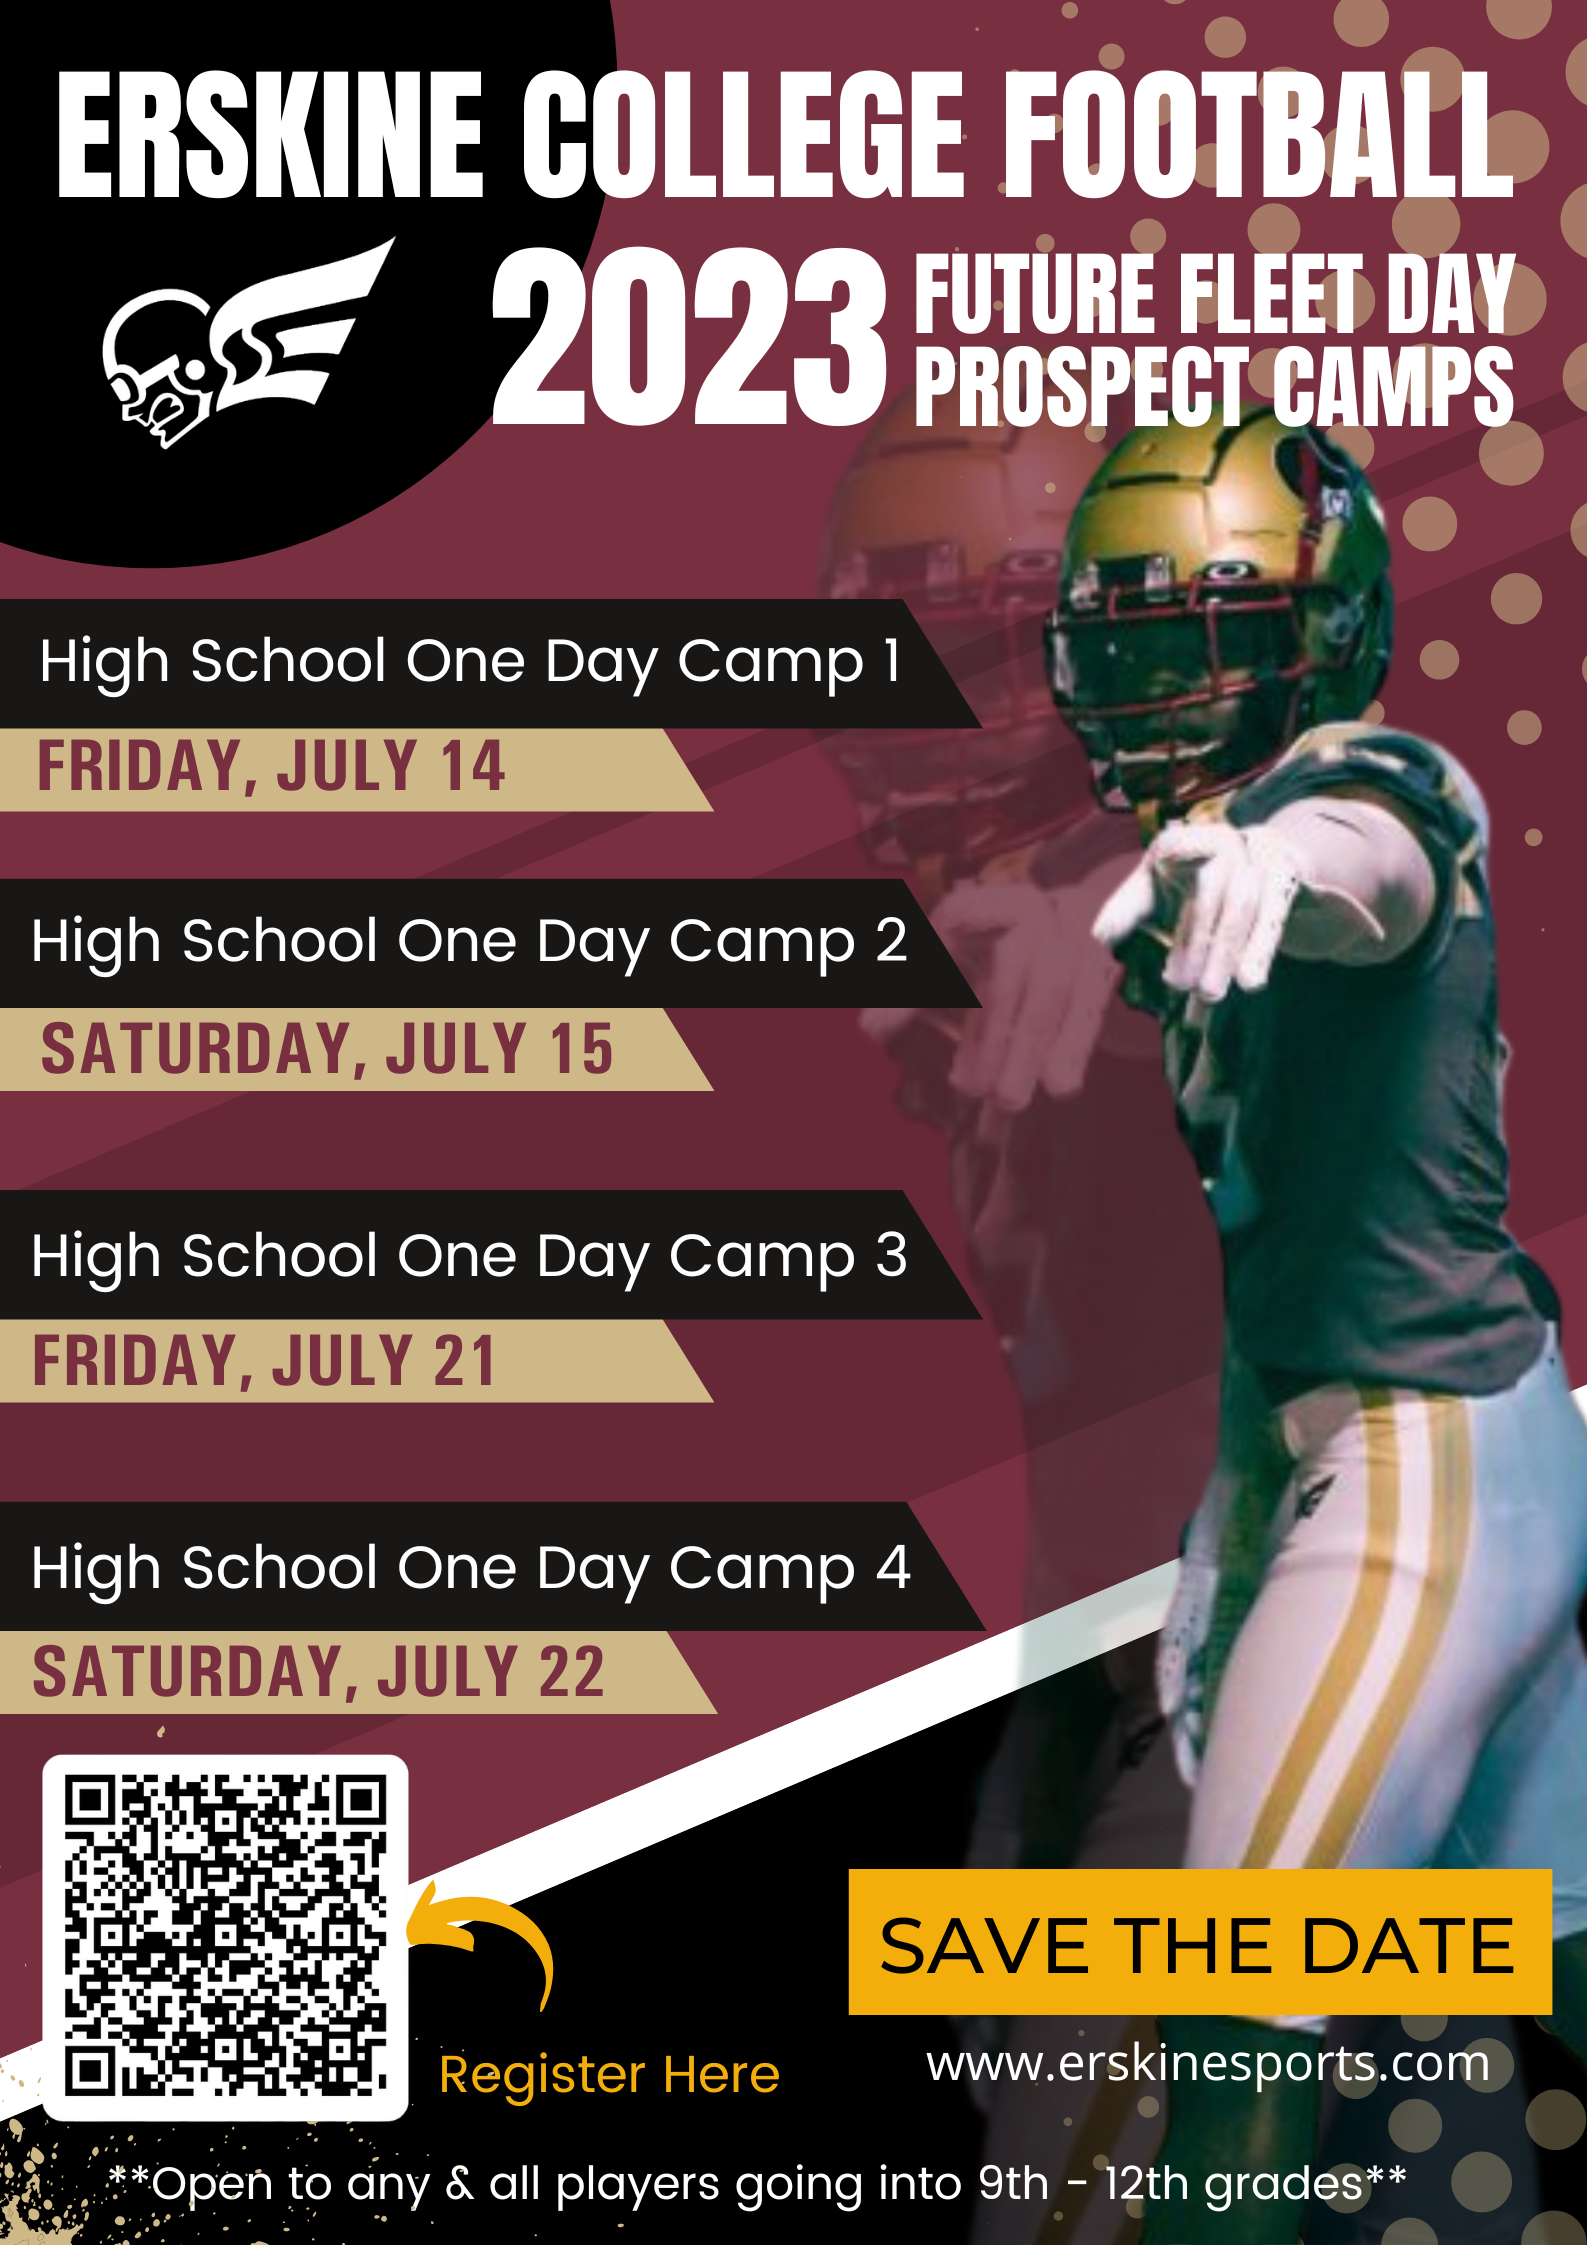 ERSKINE COLLEGE FOOTBALL
2023 FUTURE FLEET DAY
PROSPECT CAMPS
High School One Day Camp 1
FRIDAY, JULY 14
High School One Day Camp 2
SATURDAY, JULY 15
High School One Day Camp 3
FRIDAY, JULY 21
High School One Day Camp 4
SATURDAY, JULY 22
SAVE THE DATE
Register Here
www.erskinesports.com
**Open to any & all players going into 9th - 12th grades**